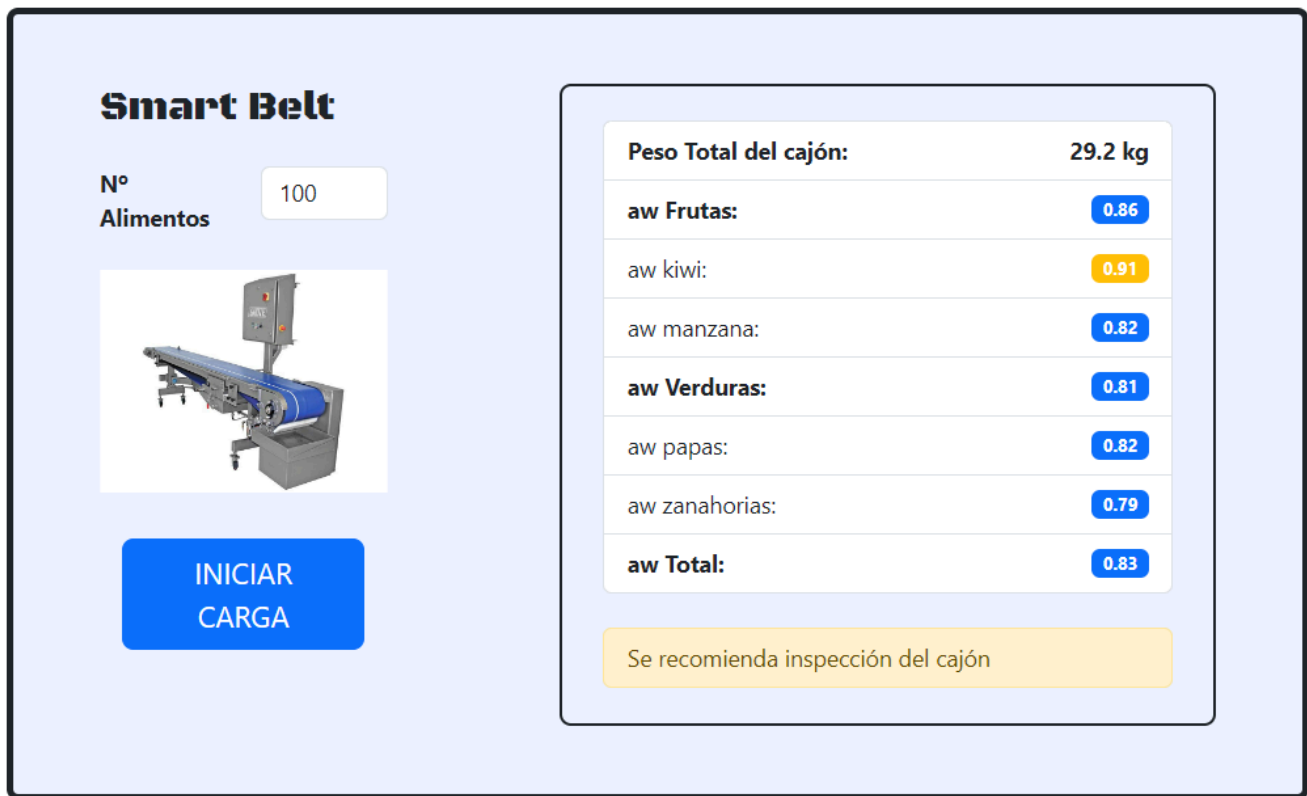 Smart Belt
Nº
Alimentos
100
INICIAR
CARGA
Peso Total del cajón: 29.2 kg
aw Frutas: 0.86
aw kiwi: 0.91
aw manzana: 0.82
aw Verduras: 0.81
aw papas: 0.82
aw zanahorias: 0.79
aw Total: 0.83
Se recomienda inspección del cajón